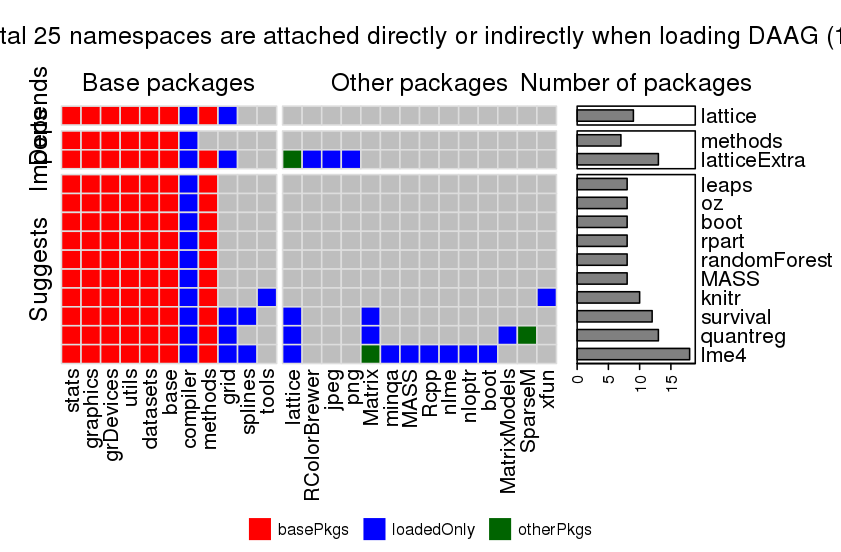 tal 25 namespaces are attached directly or indirectly when loading DAAG (1
Base packages
Other packages
Number of packages
Depends
Imports
Suggests
lattice
methods
latticeExtra
leaps
oz
boot
rpart
randomForest
MASS
knitr
survival
quantreg
lme4
stats
graphics
grDevices
utils
datasets
base
compiler
methods
grid
splines
tools
lattice
RColorBrewer
jpeg
png
Matrix
minqa
MASS
Rcpp
nlme
nloptr
boot
MatrixModels
SparseM
xfun
0
5
10
15
basePkgs
loadedOnly
otherPkgs